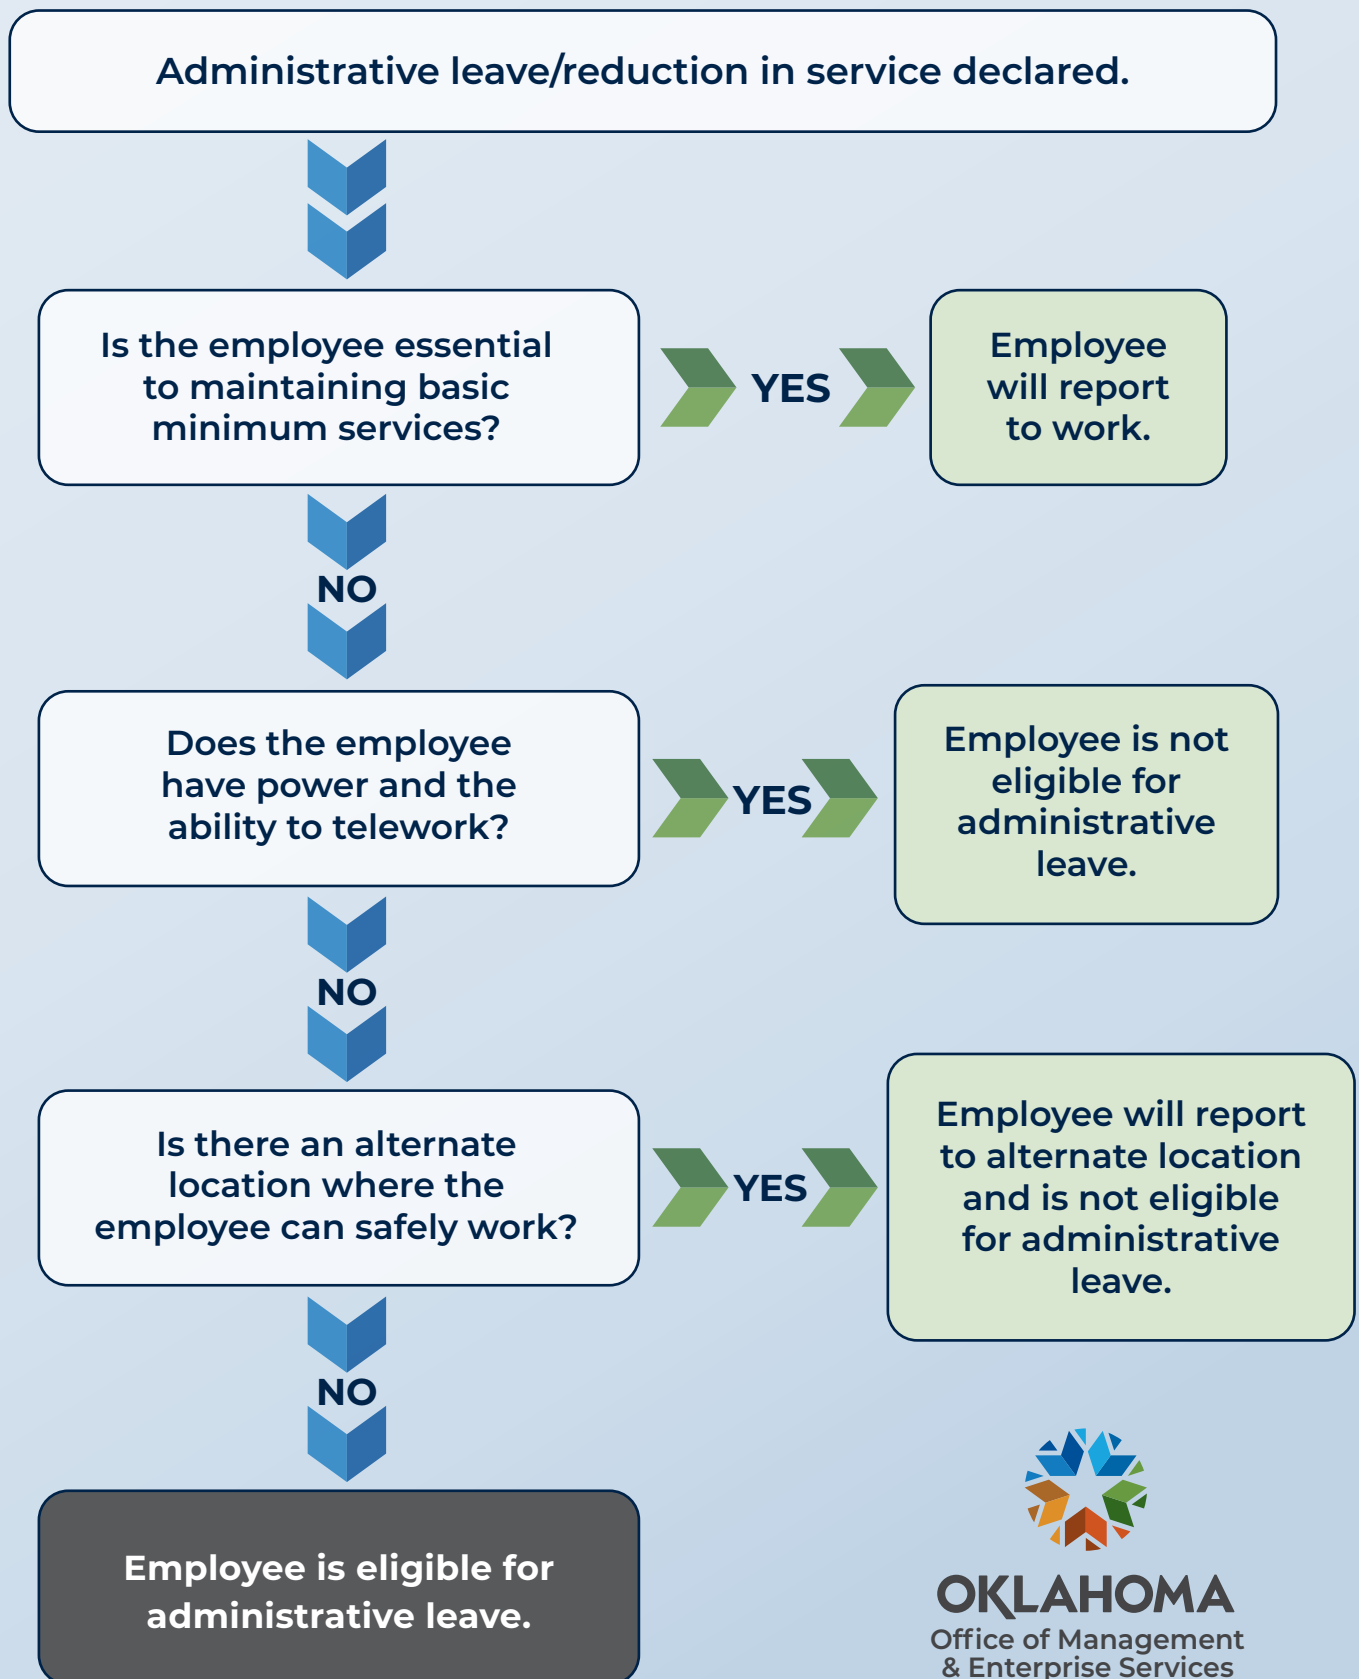 Administrative leave/reduction in service declared.
Is the employee essential
to maintaining basic
minimum services?
YES
Employee
will report
to work.
NO
Does the employee
have power and the
ability to telework?
YES
Employee is not
eligible for
administrative
leave.
NO
Is there an alternate
location where the
employee can safely work?
YES
Employee will report
to alternate location
and is not eligible
for administrative
leave.
NO
Employee is eligible for
administrative leave.
OKLAHOMA
Office of Management
& Enterprise Services